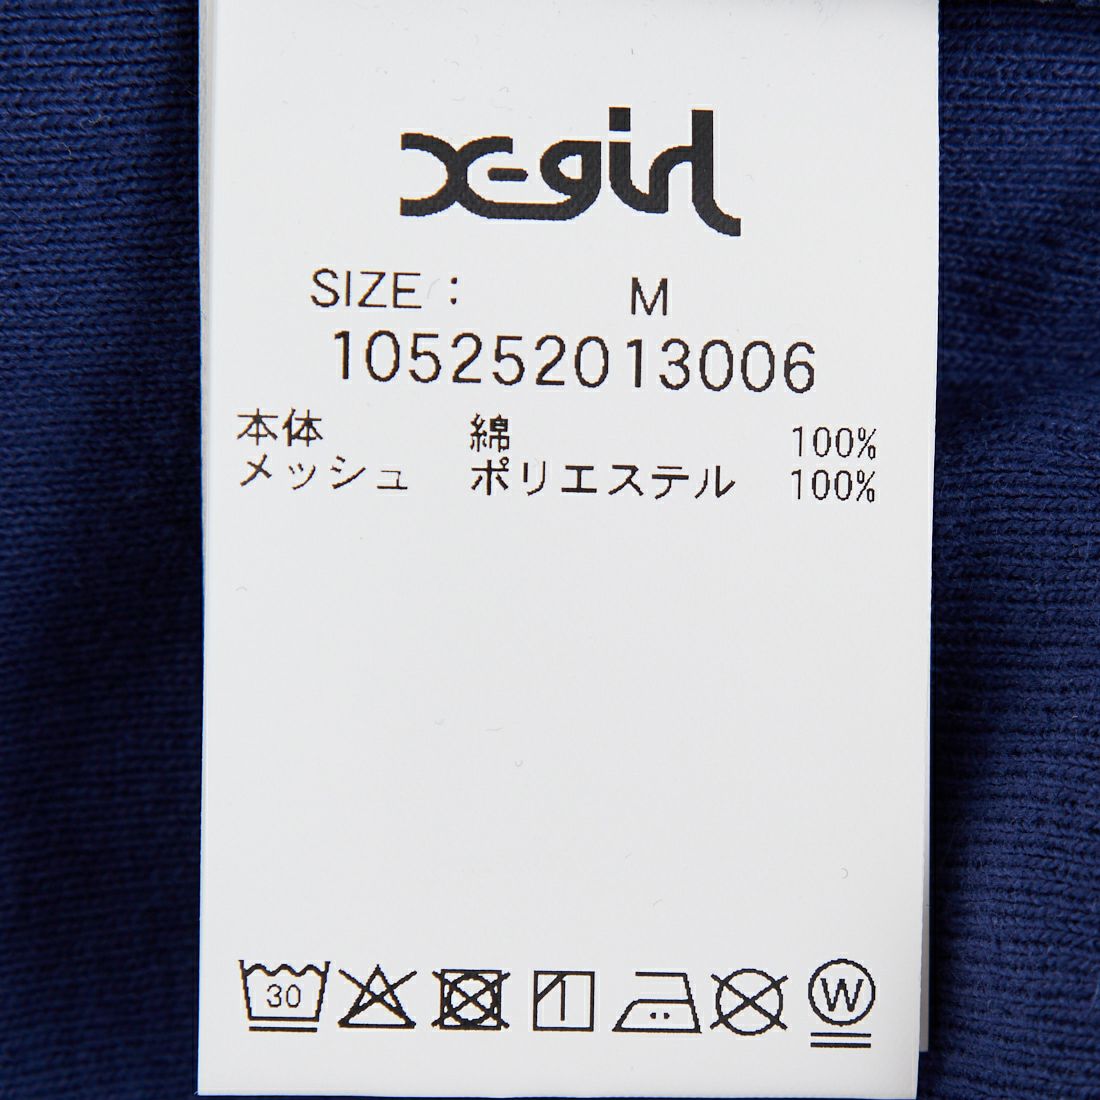 X-girl
SIZE : M
105252013006
本体 綿 100%
メッシュ ポリエステル 100%
30
W